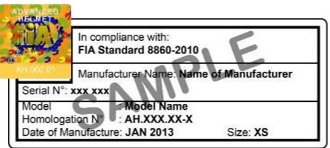 ADVANCED
HELMET
FIA
AH 000 01
In compliance with:
FIA Standard 8860-2010
Manufacturer Name: Name of Manufacturer
Serial N°: xxx xxx
Model : Model Name
Homologation N° : AH.XXX.XX-X
Date of Manufacture: JAN 2013 Size: XS
SAMPLE